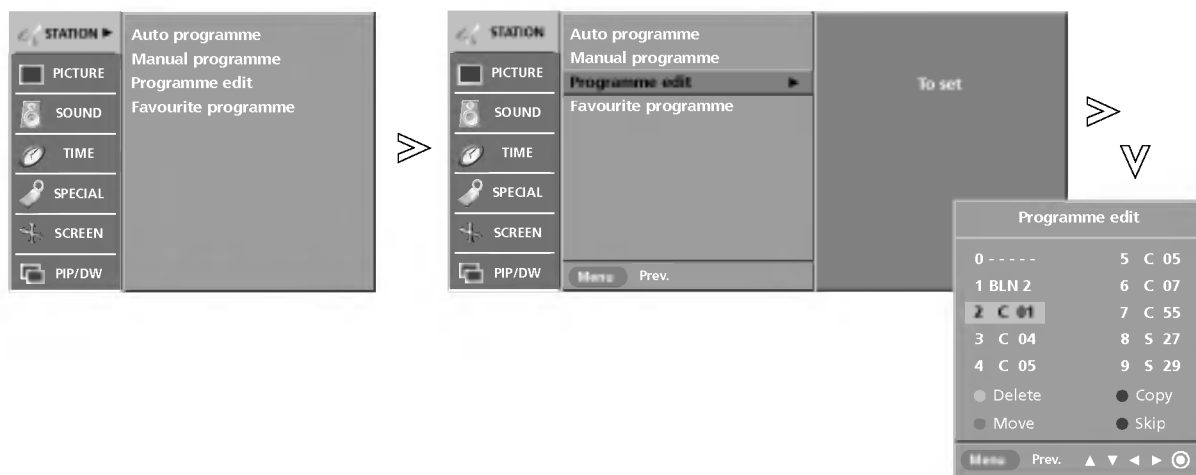 STATION
PICTURE
SOUND
TIME
SPECIAL
SCREEN
PIP/DW
Auto programme
Manual programme
Programme edit
Favourite programme
STATION
PICTURE
SOUND
TIME
SPECIAL
SCREEN
PIP/DW
Auto programme
Manual programme
Programme edit
Favourite programme
Menu Prev.
To set
Programme edit
0 - - - - - 5 C 05
1 BLN 2 6 C 07
2 C 01 7 C 55
3 C 04 8 S 27
4 C 05 9 S 29
Delete Copy
Move Skip
Menu Prev.